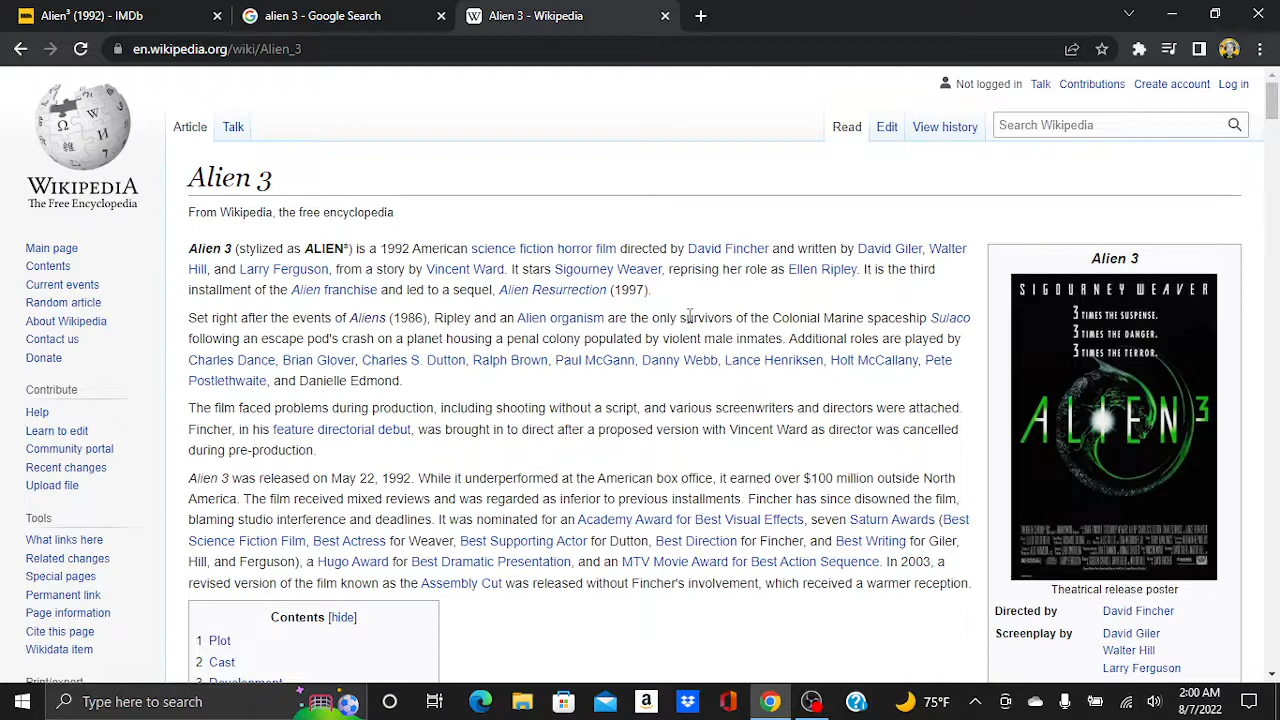 Alien³ (1992) - IMDb
alien 3 - Google Search
Alien 3 - Wikipedia
en.wikipedia.org/wiki/Alien_3
Not logged in Talk Contributions Create account Log in
Article Talk
Read Edit View history
Search Wikipedia
WIKIPEDIA
The Free Encyclopedia
Main page
Contents
Current events
Random article
About Wikipedia
Contact us
Donate
Contribute
Help
Learn to edit
Community portal
Recent changes
Upload file
Tools
What links here
Related changes
Special pages
Permanent link
Page information
Cite this page
Wikidata item
Print/export
Alien 3
From Wikipedia, the free encyclopedia
Alien 3 (stylized as ALIEN³) is a 1992 American science fiction horror film directed by David Fincher and written by David Giler, Walter
Hill, and Larry Ferguson, from a story by Vincent Ward. It stars Sigourney Weaver, reprising her role as Ellen Ripley. It is the third
installment of the Alien franchise and led to a sequel, Alien Resurrection (1997).
Set right after the events of Aliens (1986), Ripley and an Alien organism are the only survivors of the Colonial Marine spaceship Sulaco
following an escape pod's crash on a planet housing a penal colony populated by violent male inmates. Additional roles are played by
Charles Dance, Brian Glover, Charles S. Dutton, Ralph Brown, Paul McGann, Danny Webb, Lance Henriksen, Holt McCallany, Pete
Postlethwaite, and Danielle Edmond.
The film faced problems during production, including shooting without a script, and various screenwriters and directors were attached.
Fincher, in his feature directorial debut, was brought in to direct after a proposed version with Vincent Ward as director was cancelled
during pre-production.
Alien 3 was released on May 22, 1992. While it underperformed at the American box office, it earned over $100 million outside North
America. The film received mixed reviews and was regarded as inferior to previous installments. Fincher has since disowned the film,
blaming studio interference and deadlines. It was nominated for an Academy Award for Best Visual Effects, seven Saturn Awards (Best
Science Fiction Film, Best Actress for Weaver, Best Supporting Actor for Dutton, Best Direction for Fincher, and Best Writing for Giler,
Hill, and Ferguson), a Hugo Award for Best Dramatic Presentation, and an MTV Movie Award for Best Action Sequence. In 2003, a
revised version of the film known as the Assembly Cut was released without Fincher's involvement, which received a warmer reception.
Contents [hide]
1 Plot
2 Cast
3 Development
Alien 3
SIGOURNEY WEAVER
3 TIMES THE SUSPENSE.
3 TIMES THE DANGER.
3 TIMES THE TERROR.
ALIEN 3
Theatrical release poster
Directed by David Fincher
Screenplay by David Giler
Walter Hill
Larry Ferguson
Type here to search
75°F
2:00 AM
8/7/2022